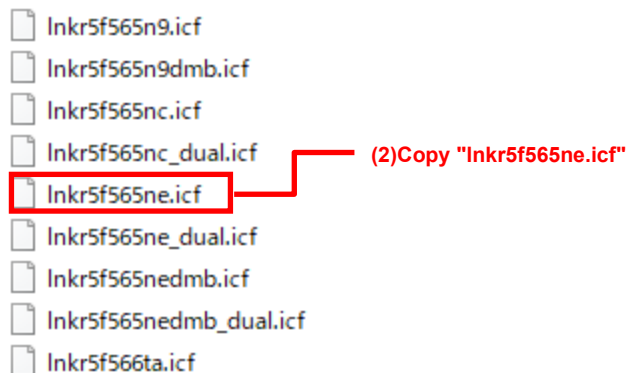 lnkr5f565n9.icf
lnkr5f565n9dmb.icf
lnkr5f565nc.icf
lnkr5f565nc_dual.icf
(2)Copy "lnkr5f565ne.icf"
lnkr5f565ne.icf
lnkr5f565ne_dual.icf
lnkr5f565nedmb.icf
lnkr5f565nedmb_dual.icf
lnkr5f566ta.icf